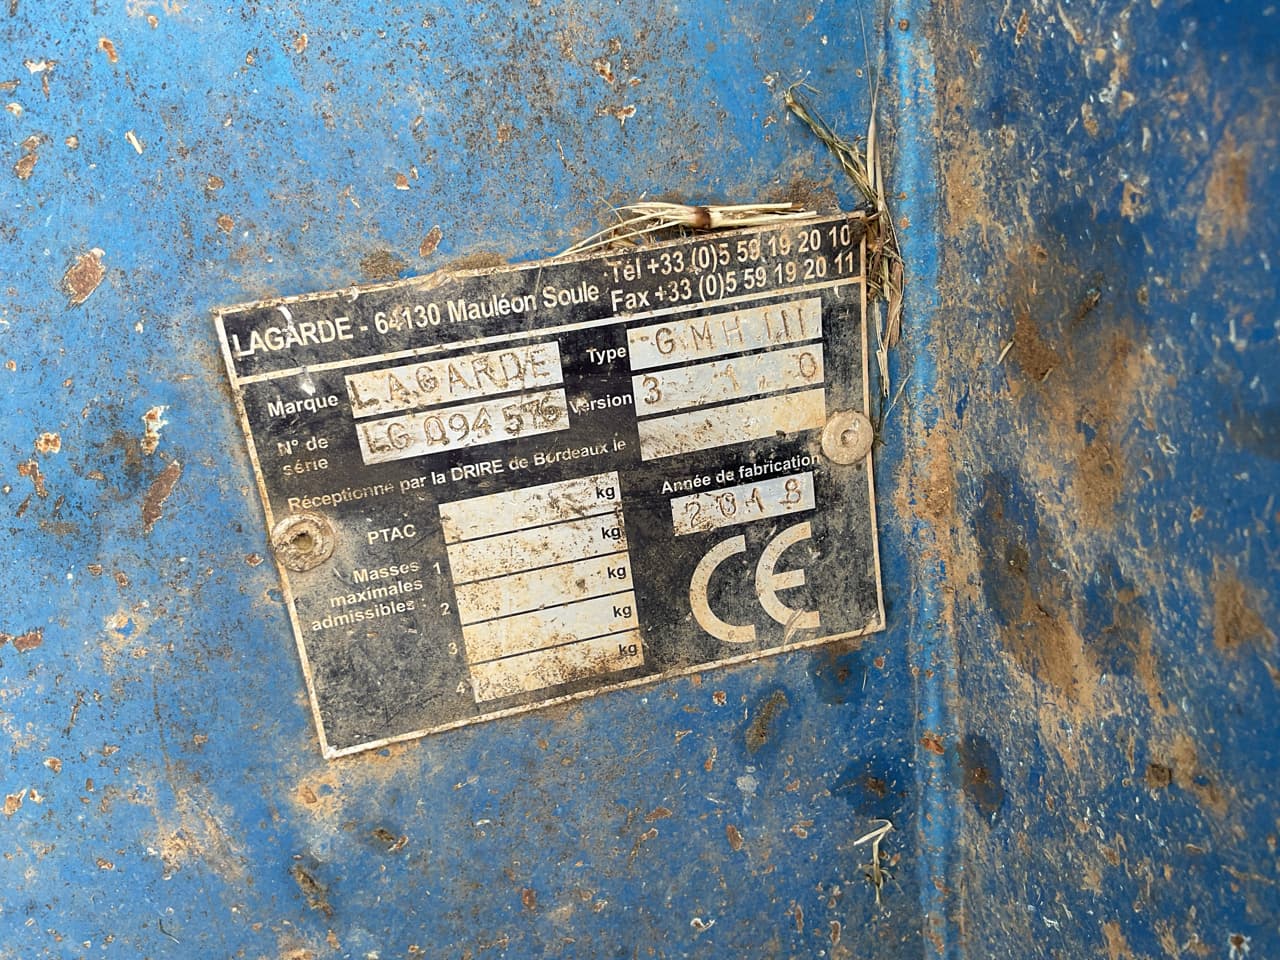 LAGARDE - 64130 Mauléon Soule
Tél +33 (0)5 59 19 20 10
Fax +33 (0)5 59 19 20 11
Marque LAGARDE
Type GMH III
N° de série
Version
Réceptionné par la DRIRE de Bordeaux le
PTAC kg
Année de fabrication
2018
Masses maximales admissibles :
1 kg
2 kg
3 kg
4 kg
CE